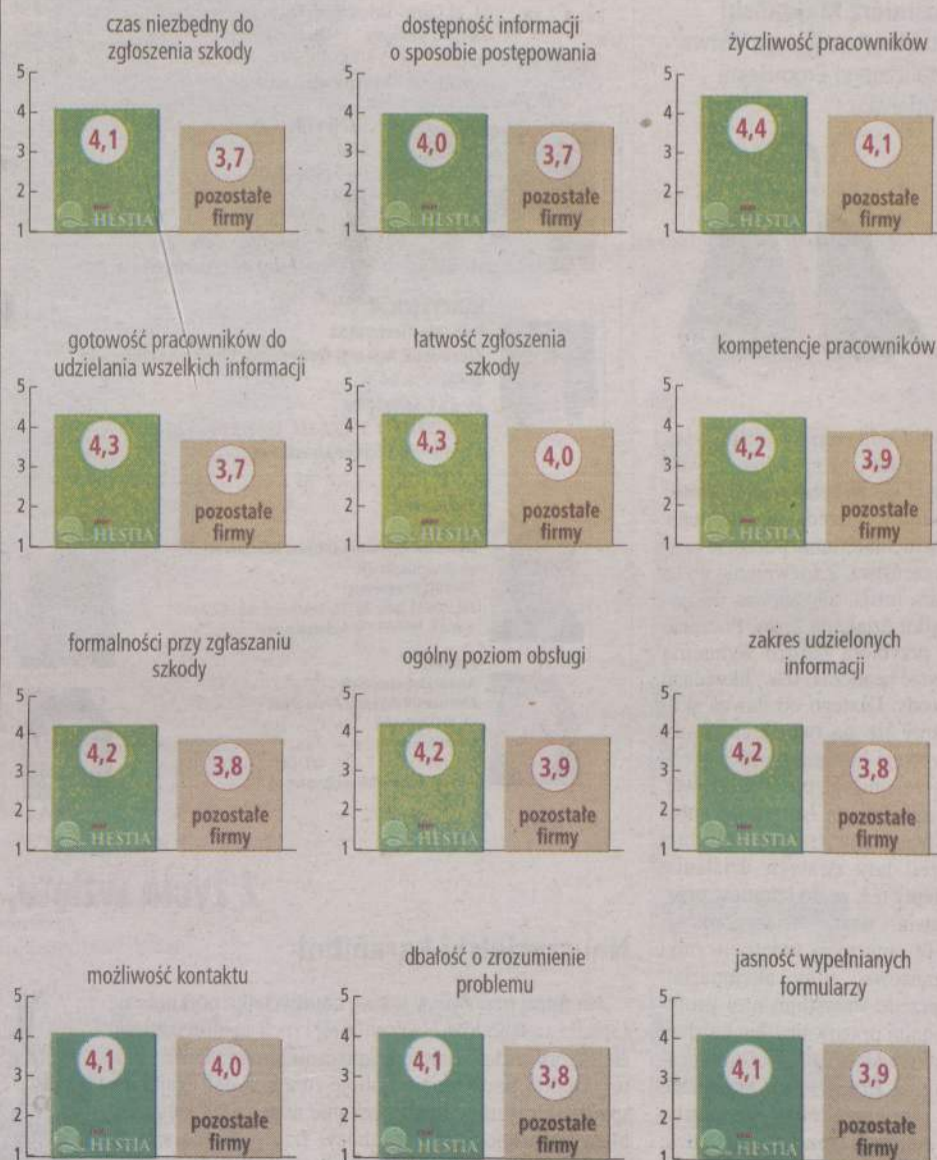 czas niezbędny do
zgłoszenia szkody
5
4
3
2
1
4,1
HESTIA
3,7
pozostałe
firmy
dostępność informacji
o sposobie postępowania
5
4
3
2
1
4,0
HESTIA
3,7
pozostałe
firmy
życzliwość pracowników
5
4
3
2
1
4,4
HESTIA
4,1
pozostałe
firmy
gotowość pracowników do
udzielania wszelkich informacji
5
4
3
2
1
4,3
HESTIA
3,7
pozostałe
firmy
łatwość zgłoszenia
szkody
5
4
3
2
1
4,3
HESTIA
4,0
pozostałe
firmy
kompetencje pracowników
5
4
3
2
1
4,2
HESTIA
3,9
pozostałe
firmy
formalności przy zgłaszaniu
szkody
5
4
3
2
1
4,2
HESTIA
3,8
pozostałe
firmy
ogólny poziom obsługi
5
4
3
2
1
4,2
HESTIA
3,9
pozostałe
firmy
zakres udzielonych
informacji
5
4
3
2
1
4,2
HESTIA
3,8
pozostałe
firmy
możliwość kontaktu
5
4
3
2
1
4,1
HESTIA
4,0
pozostałe
firmy
dbałość o zrozumienie
problemu
5
4
3
2
1
4,1
HESTIA
3,8
pozostałe
firmy
jasność wypełnianych
formularzy
5
4
3
2
1
4,1
HESTIA
3,9
pozostałe
firmy